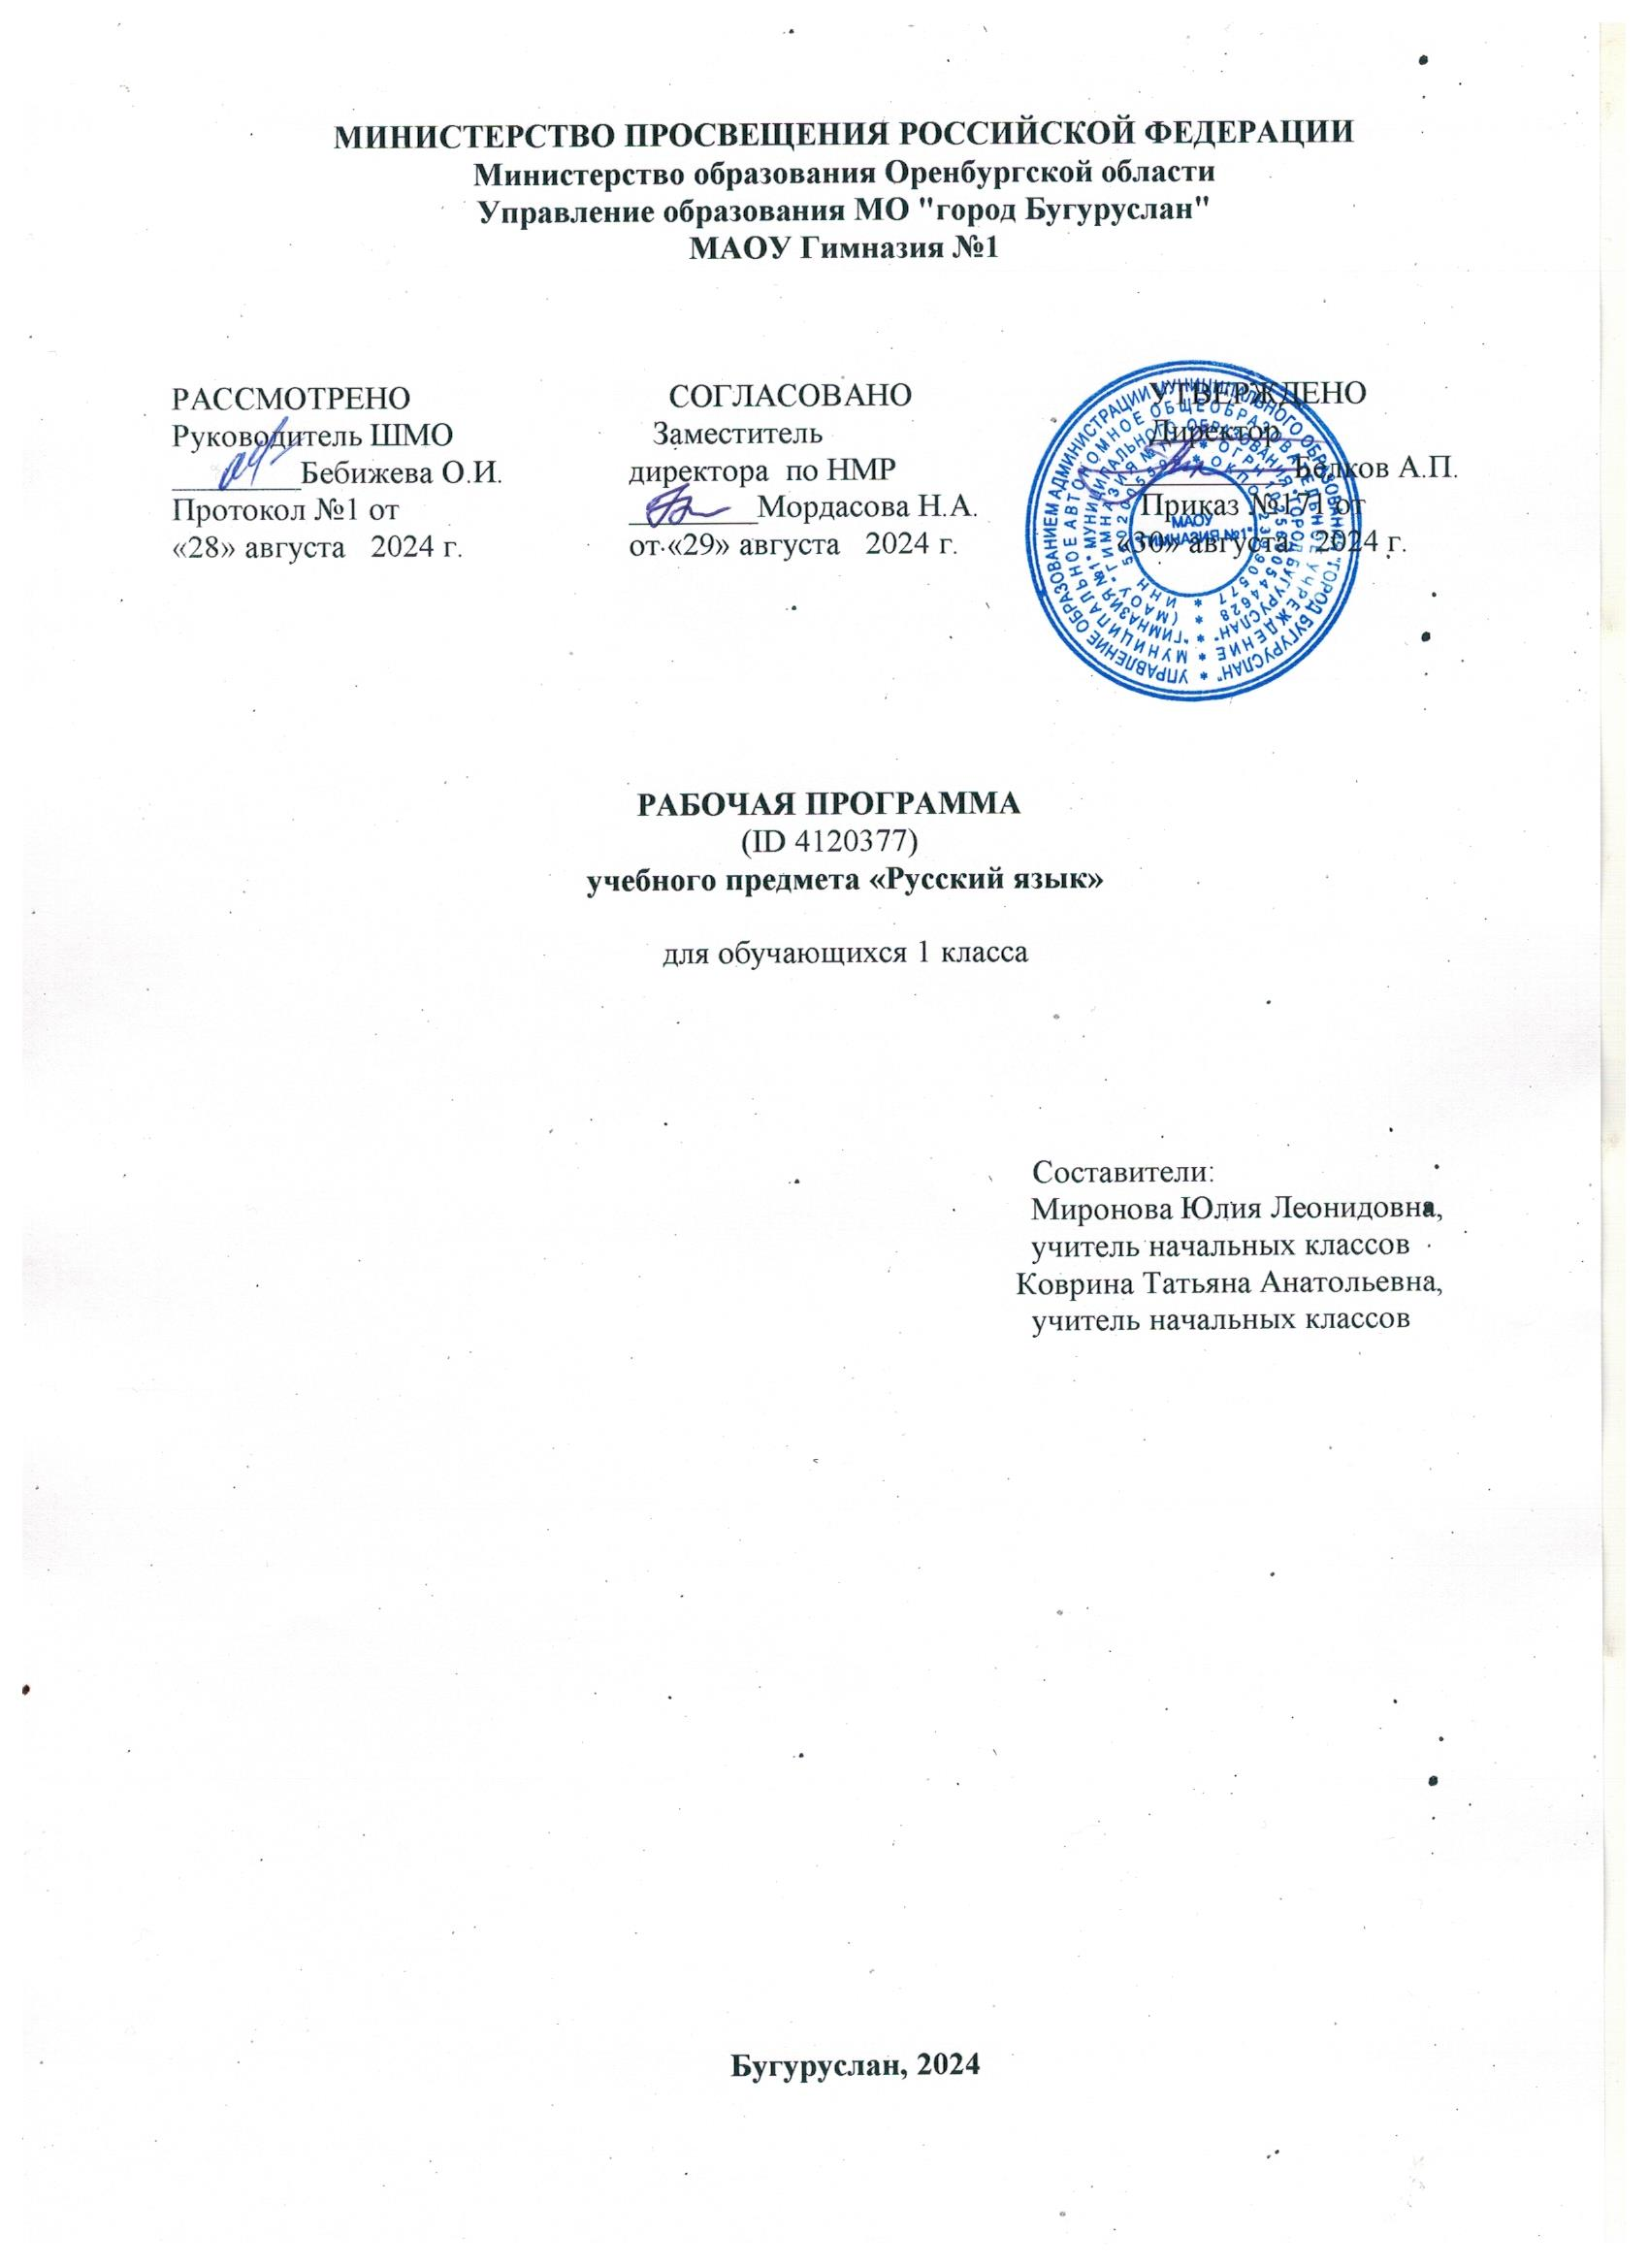 МИНИСТЕРСТВО ПРОСВЕЩЕНИЯ РОССИЙСКОЙ ФЕДЕРАЦИИ
Министерство образования Оренбургской области
Управление образования МО "город Бугуруслан"
МАОУ Гимназия №1
РАССМОТРЕНО
Руководитель ШМО
Бебижева О.И.
Протокол №1 от
«28» августа 2024 г.
СОГЛАСОВАНО
Заместитель
директора по НМР
Мордасова Н.А.
от «29» августа 2024 г.
УТВЕРЖДЕНО
Директор
Белков А.П.
Приказ №171 от
«30» августа 2024 г.
МАОУ
"ГИМНАЗИЯ №1"
РАБОЧАЯ ПРОГРАММА
(ID 4120377)
учебного предмета «Русский язык»
для обучающихся 1 класса
Составители:
Миронова Юлия Леонидовна,
учитель начальных классов
Коврина Татьяна Анатольевна,
учитель начальных классов
Бугуруслан, 2024